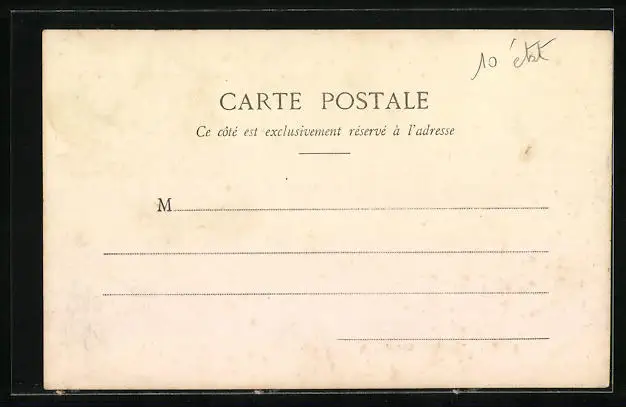 10 état
CARTE POSTALE
Ce côté est exclusivement réservé à l'adresse
M